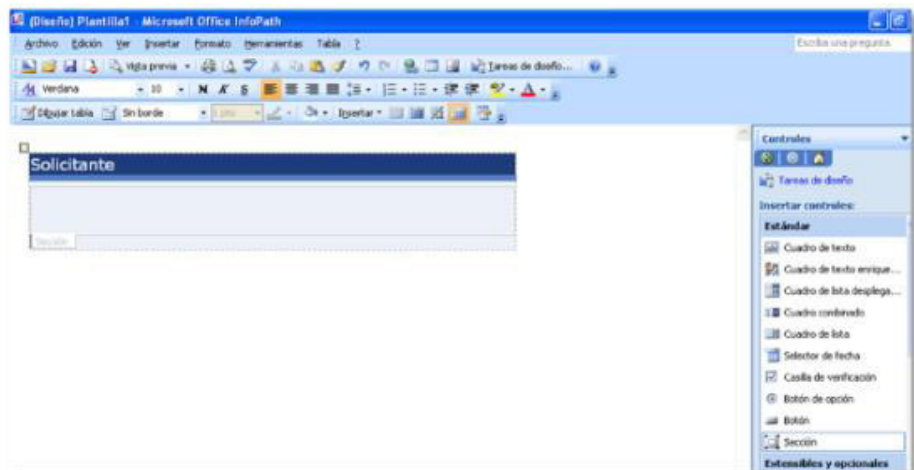 (Diseño) Plantilla1 - Microsoft Office InfoPath
Archivo Edición Ver Insertar Formato Herramientas Tabla ?
Escriba una pregunta
Vista previa Tareas de diseño...
Verdana 10 N K S
Dibujar tabla Sin borde Insertar
Controles
Solicitante
Tareas de diseño
Insertar controles:
Estándar
Cuadro de texto
Cuadro de texto enrique...
Cuadro de lista desplega...
Sección
Cuadro combinado
Cuadro de lista
Selector de fecha
Casilla de verificación
Botón de opción
Botón
Sección
Extensibles y opcionales